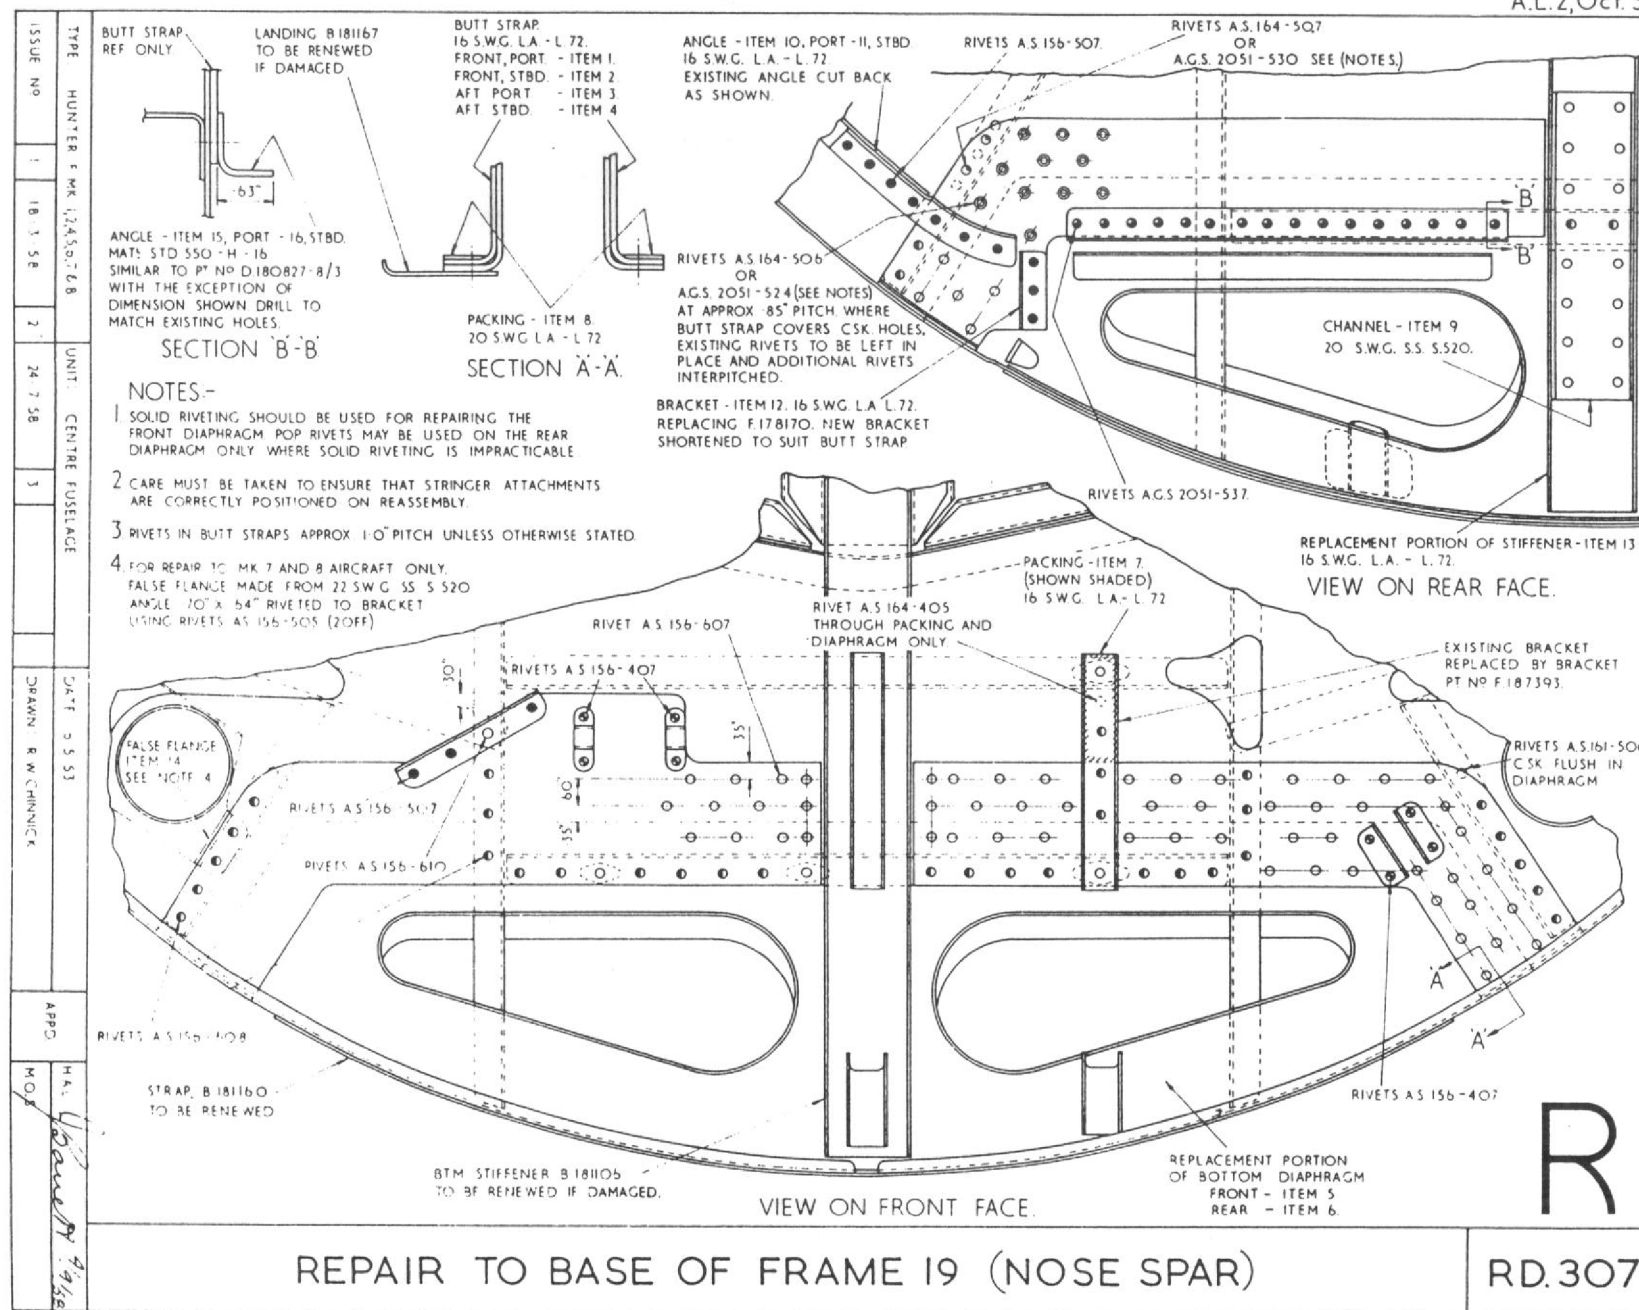 A.L.2, Oct. 5
BUTT STRAP
REF ONLY
LANDING B 181167
TO BE RENEWED
IF DAMAGED
BUTT STRAP.
16 S.W.G. L.A. - L. 72.
FRONT, PORT. - ITEM 1.
FRONT, STBD. - ITEM 2.
AFT PORT - ITEM 3.
AFT STBD. - ITEM 4
ANGLE - ITEM 10, PORT - 11, STBD.
16 S.W.G. L.A. - L. 72.
EXISTING ANGLE CUT BACK
AS SHOWN.
RIVETS A.S. 156-507.
RIVETS A.S. 164-507
OR
A.G.S. 2051-530 SEE (NOTES.)
·63"
ANGLE - ITEM 15, PORT - 16, STBD.
MATL STD 550 - H - 16
SIMILAR TO PT NO D.180827-8/3
WITH THE EXCEPTION OF
DIMENSION SHOWN DRILL TO
MATCH EXISTING HOLES.
SECTION 'B'-'B'.
PACKING - ITEM 8.
20 S.W.G L.A - L. 72
SECTION 'A'-'A'.
RIVETS A.S. 164-506
OR
A.G.S. 2051-524 (SEE NOTES)
AT APPROX ·85" PITCH. WHERE
BUTT STRAP COVERS CSK. HOLES,
EXISTING RIVETS TO BE LEFT IN
PLACE AND ADDITIONAL RIVETS
INTERPITCHED.
BRACKET - ITEM 12. 16 S.W.G. L.A L.72.
REPLACING F.178170. NEW BRACKET
SHORTENED TO SUIT BUTT STRAP.
'B'
'B'
CHANNEL - ITEM 9
20 S.W.G. S.S. S.520.
RIVETS A.G.S 2051-537.
REPLACEMENT PORTION OF STIFFENER - ITEM 13
16 S.W.G. L.A. - L. 72.
VIEW ON REAR FACE.
NOTES:-
1 SOLID RIVETING SHOULD BE USED FOR REPAIRING THE
FRONT DIAPHRAGM POP RIVETS MAY BE USED ON THE REAR
DIAPHRAGM ONLY WHERE SOLID RIVETING IS IMPRACTICABLE
2 CARE MUST BE TAKEN TO ENSURE THAT STRINGER ATTACHMENTS
ARE CORRECTLY POSITIONED ON REASSEMBLY.
3 RIVETS IN BUTT STRAPS APPROX 1·0" PITCH UNLESS OTHERWISE STATED.
4. FOR REPAIR TO MK 7 AND 8 AIRCRAFT ONLY.
FALSE FLANGE MADE FROM 22 SWG SS S 520
ANGLE ·70" X ·64" RIVETED TO BRACKET
USING RIVETS AS 156-505 (2OFF)
PACKING - ITEM 7.
(SHOWN SHADED)
16 S.W.G. L.A - L. 72
RIVET A.S 164-405
THROUGH PACKING AND
DIAPHRAGM ONLY.
RIVET A.S. 156-607
RIVETS A.S 156-407
EXISTING BRACKET
REPLACED BY BRACKET
PT NO F.187393.
RIVETS A.S.161-50
C'SK FLUSH IN
DIAPHRAGM
FALSE FLANGE
ITEM 14
SEE NOTE 4
·30"
·35"
·60"
·35"
RIVETS A.S 156-507
RIVETS A.S 156-610
RIVETS A.S 156-508
STRAP, B 181160
TO BE RENEWED
BTM STIFFENER B 181105
TO BE RENEWED IF DAMAGED.
VIEW ON FRONT FACE.
'A'
'A'
RIVETS A.S 156-407
REPLACEMENT PORTION
OF BOTTOM DIAPHRAGM
FRONT - ITEM 5
REAR - ITEM 6.
R
REPAIR TO BASE OF FRAME 19 (NOSE SPAR)
RD. 307
ISSUE NO
1
18·3·58
2
24·7·58
3
DRAWN: R W CHINNICK
APPD
M.O.S
TYPE HUNTER F MK 1,2,4,5,6,7 & 8
UNIT: CENTRE FUSELAGE
DATE
H.A.L